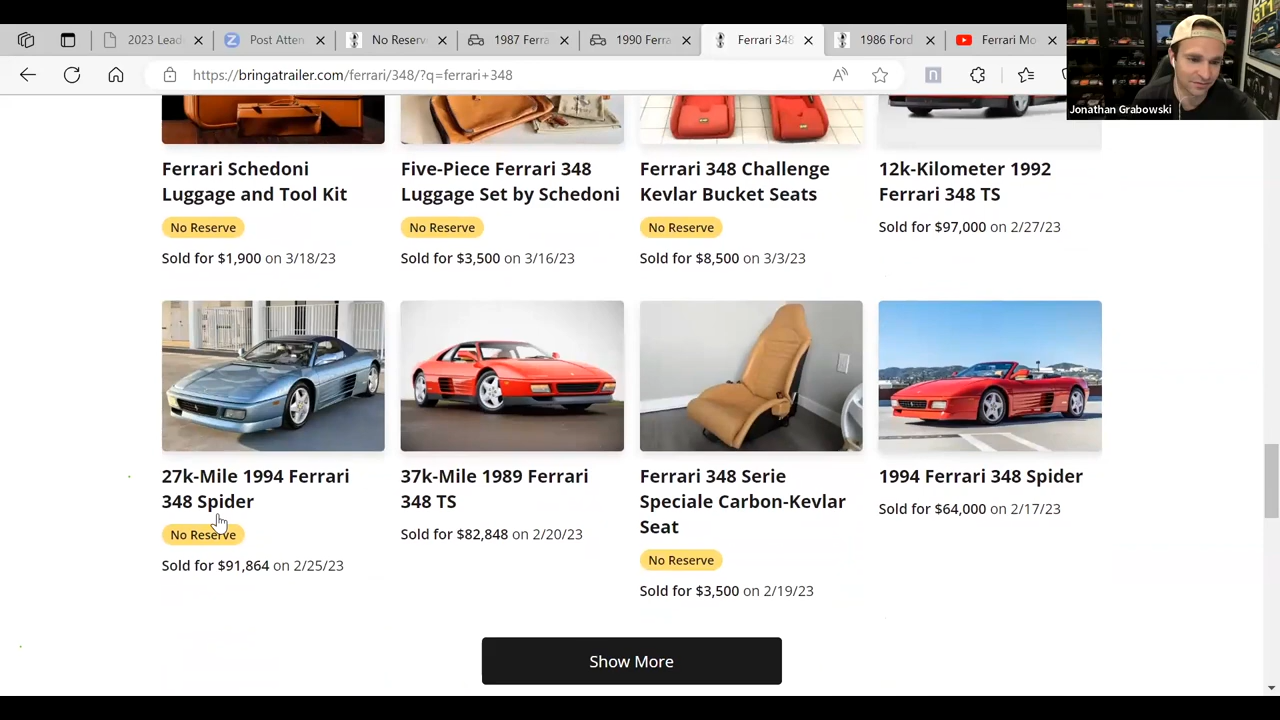 2023 Lead
Post Atten
No Re
1987 Ferra
1990 Ferra
Ferrari 348
1986 Ford
Ferrari Mo
https://bringatrailer.com/ferrari/348/?q=ferrari+348
GT1
Jonathan Grabowski
Ferrari Schedoni
Luggage and Tool Kit
No Reserve
Sold for $1,900 on 3/18/23
Five-Piece Ferrari 348
Luggage Set by Schedoni
No Reserve
Sold for $3,500 on 3/16/23
Ferrari 348 Challenge
Kevlar Bucket Seats
No Reserve
Sold for $8,500 on 3/3/23
12k-Kilometer 1992
Ferrari 348 TS
Sold for $97,000 on 2/27/23
27k-Mile 1994 Ferrari
348 Spider
No Reserve
Sold for $91,864 on 2/25/23
37k-Mile 1989 Ferrari
348 TS
Sold for $82,848 on 2/20/23
Ferrari 348 Serie
Speciale Carbon-Kevlar
Seat
No Reserve
Sold for $3,500 on 2/19/23
1994 Ferrari 348 Spider
Sold for $64,000 on 2/17/23
Show More